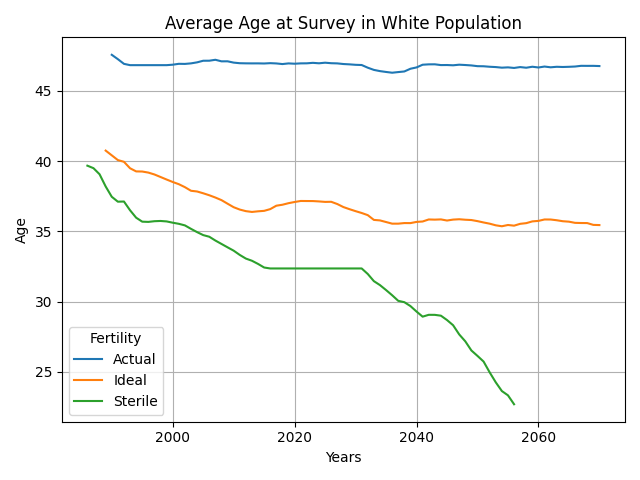 Average Age at Survey in White Population
45
40
35
30
25
Age
Fertility
Actual
Ideal
Sterile
2000
2020
2040
2060
Years